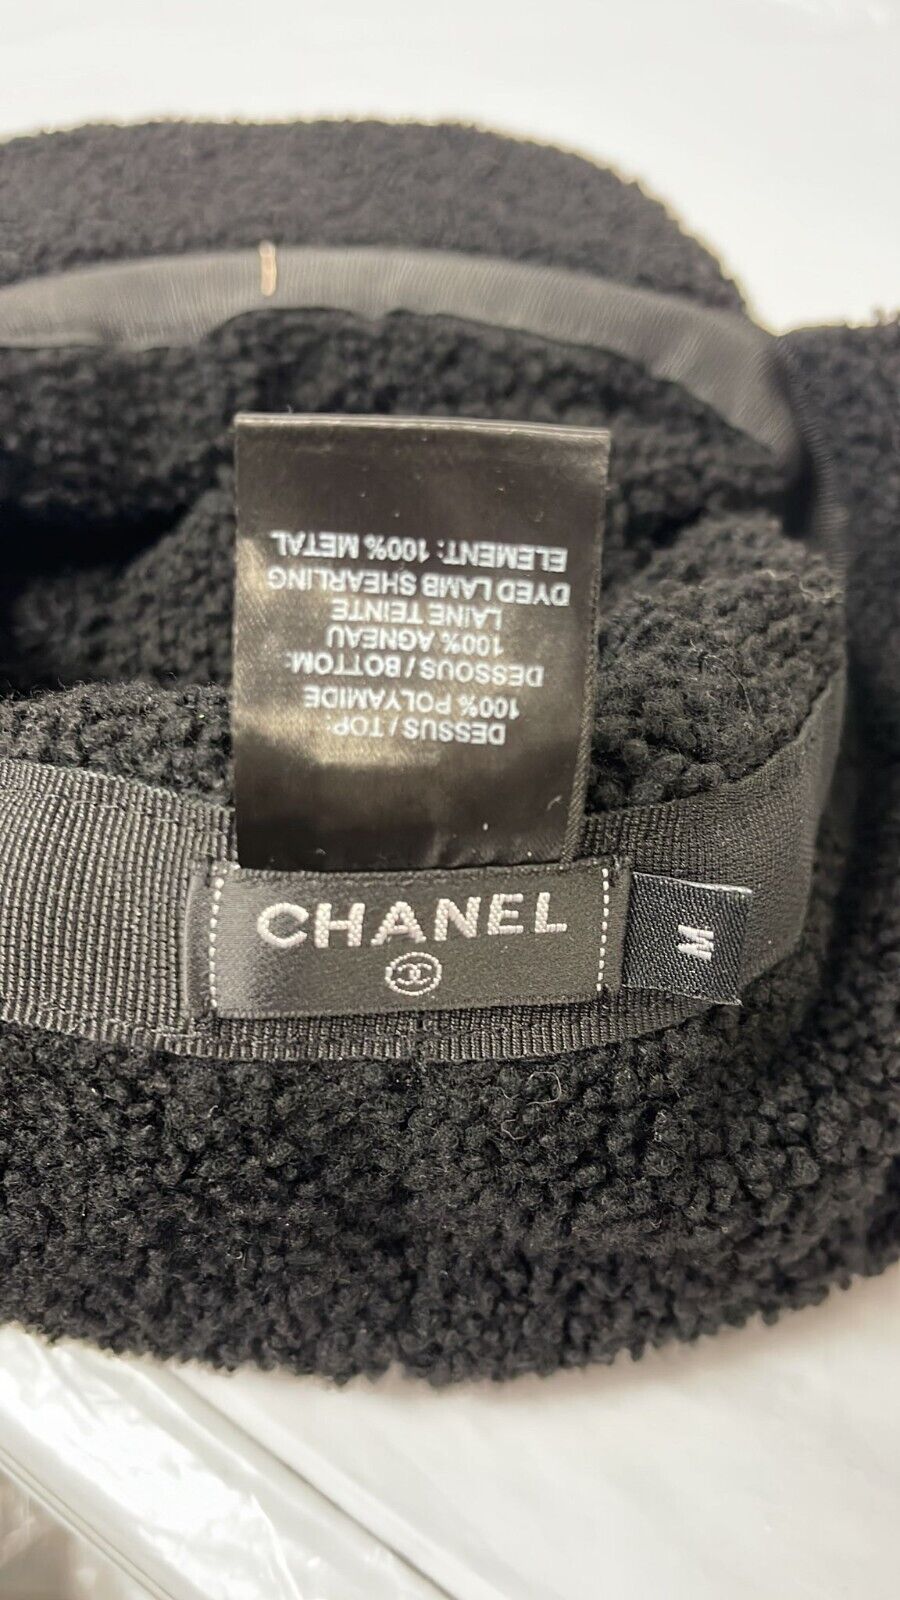 DESSUS / TOP:
100% POLYAMIDE
DESSOUS / BOTTOM:
100% AGNEAU
LAINE TEINTE
DYED LAMB SHEARLING
ELEMENT: 100% METAL
CHANEL
M